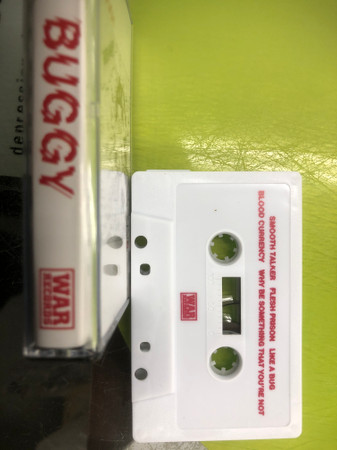 BUGGY
WAR
RECORDS
SMOOTH TALKER FLESH PRISON LIKE A BUG
BLOOD CURRENCY WHY BE SOMETHING THAT YOU'RE NOT
WAR
RECORDS